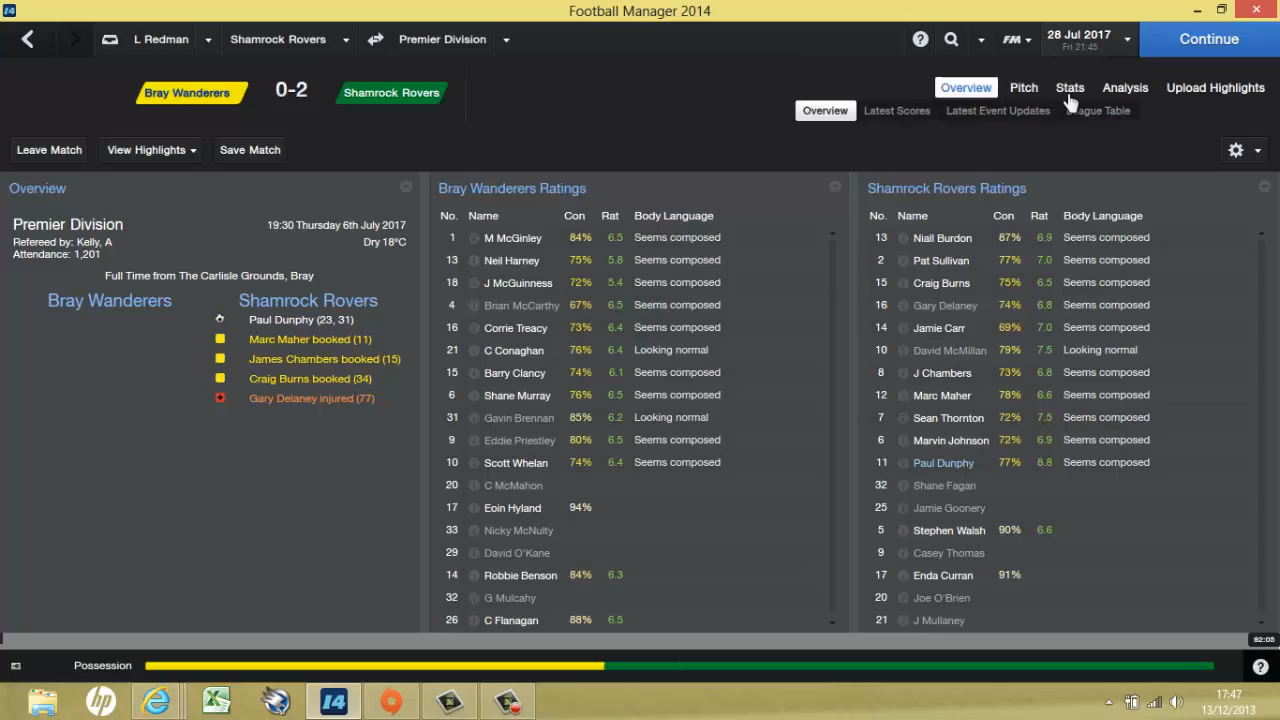 14 Football Manager 2014
L Redman Shamrock Rovers Premier Division ? FM 28 Jul 2017 Fri 21:45 Continue
Bray Wanderers 0-2 Shamrock Rovers Overview Pitch Stats Analysis Upload Highlights
Overview Latest Scores Latest Event Updates League Table
Leave Match View Highlights Save Match
Overview
Premier Division 19:30 Thursday 6th July 2017
Refereed by: Kelly, A Dry 18°C
Attendance: 1,201
Full Time from The Carlisle Grounds, Bray
Bray Wanderers Shamrock Rovers
Paul Dunphy (23, 31)
Marc Maher booked (11)
James Chambers booked (15)
Craig Burns booked (34)
Gary Delaney injured (77)
Bray Wanderers Ratings
No. Name Con Rat Body Language
1 M McGinley 84% 6.5 Seems composed
13 Neil Harney 75% 5.8 Seems composed
18 J McGuinness 72% 5.4 Seems composed
4 Brian McCarthy 67% 6.5 Seems composed
16 Corrie Treacy 73% 6.4 Seems composed
21 C Conaghan 76% 6.4 Looking normal
15 Barry Clancy 74% 6.1 Seems composed
6 Shane Murray 76% 6.5 Seems composed
31 Gavin Brennan 85% 6.2 Looking normal
9 Eddie Priestley 80% 6.5 Seems composed
10 Scott Whelan 74% 6.4 Seems composed
20 C McMahon
17 Eoin Hyland 94%
33 Nicky McNulty
29 David O'Kane
14 Robbie Benson 84% 6.3
32 G Mulcahy
26 C Flanagan 88% 6.5
Shamrock Rovers Ratings
No. Name Con Rat Body Language
13 Niall Burdon 87% 6.9 Seems composed
2 Pat Sullivan 77% 7.0 Seems composed
15 Craig Burns 75% 6.5 Seems composed
16 Gary Delaney 74% 6.8 Seems composed
14 Jamie Carr 69% 7.0 Seems composed
10 David McMillan 79% 7.5 Looking normal
8 J Chambers 73% 6.8 Seems composed
12 Marc Maher 78% 6.6 Seems composed
7 Sean Thornton 72% 7.5 Seems composed
6 Marvin Johnson 72% 6.9 Seems composed
11 Paul Dunphy 77% 8.8 Seems composed
32 Shane Fagan
25 Jamie Goonery
5 Stephen Walsh 90% 6.6
9 Casey Thomas
17 Enda Curran 91%
20 Joe O'Brien
21 J Mullaney
92:05
Possession ?
hp 14 17:47
13/12/2013